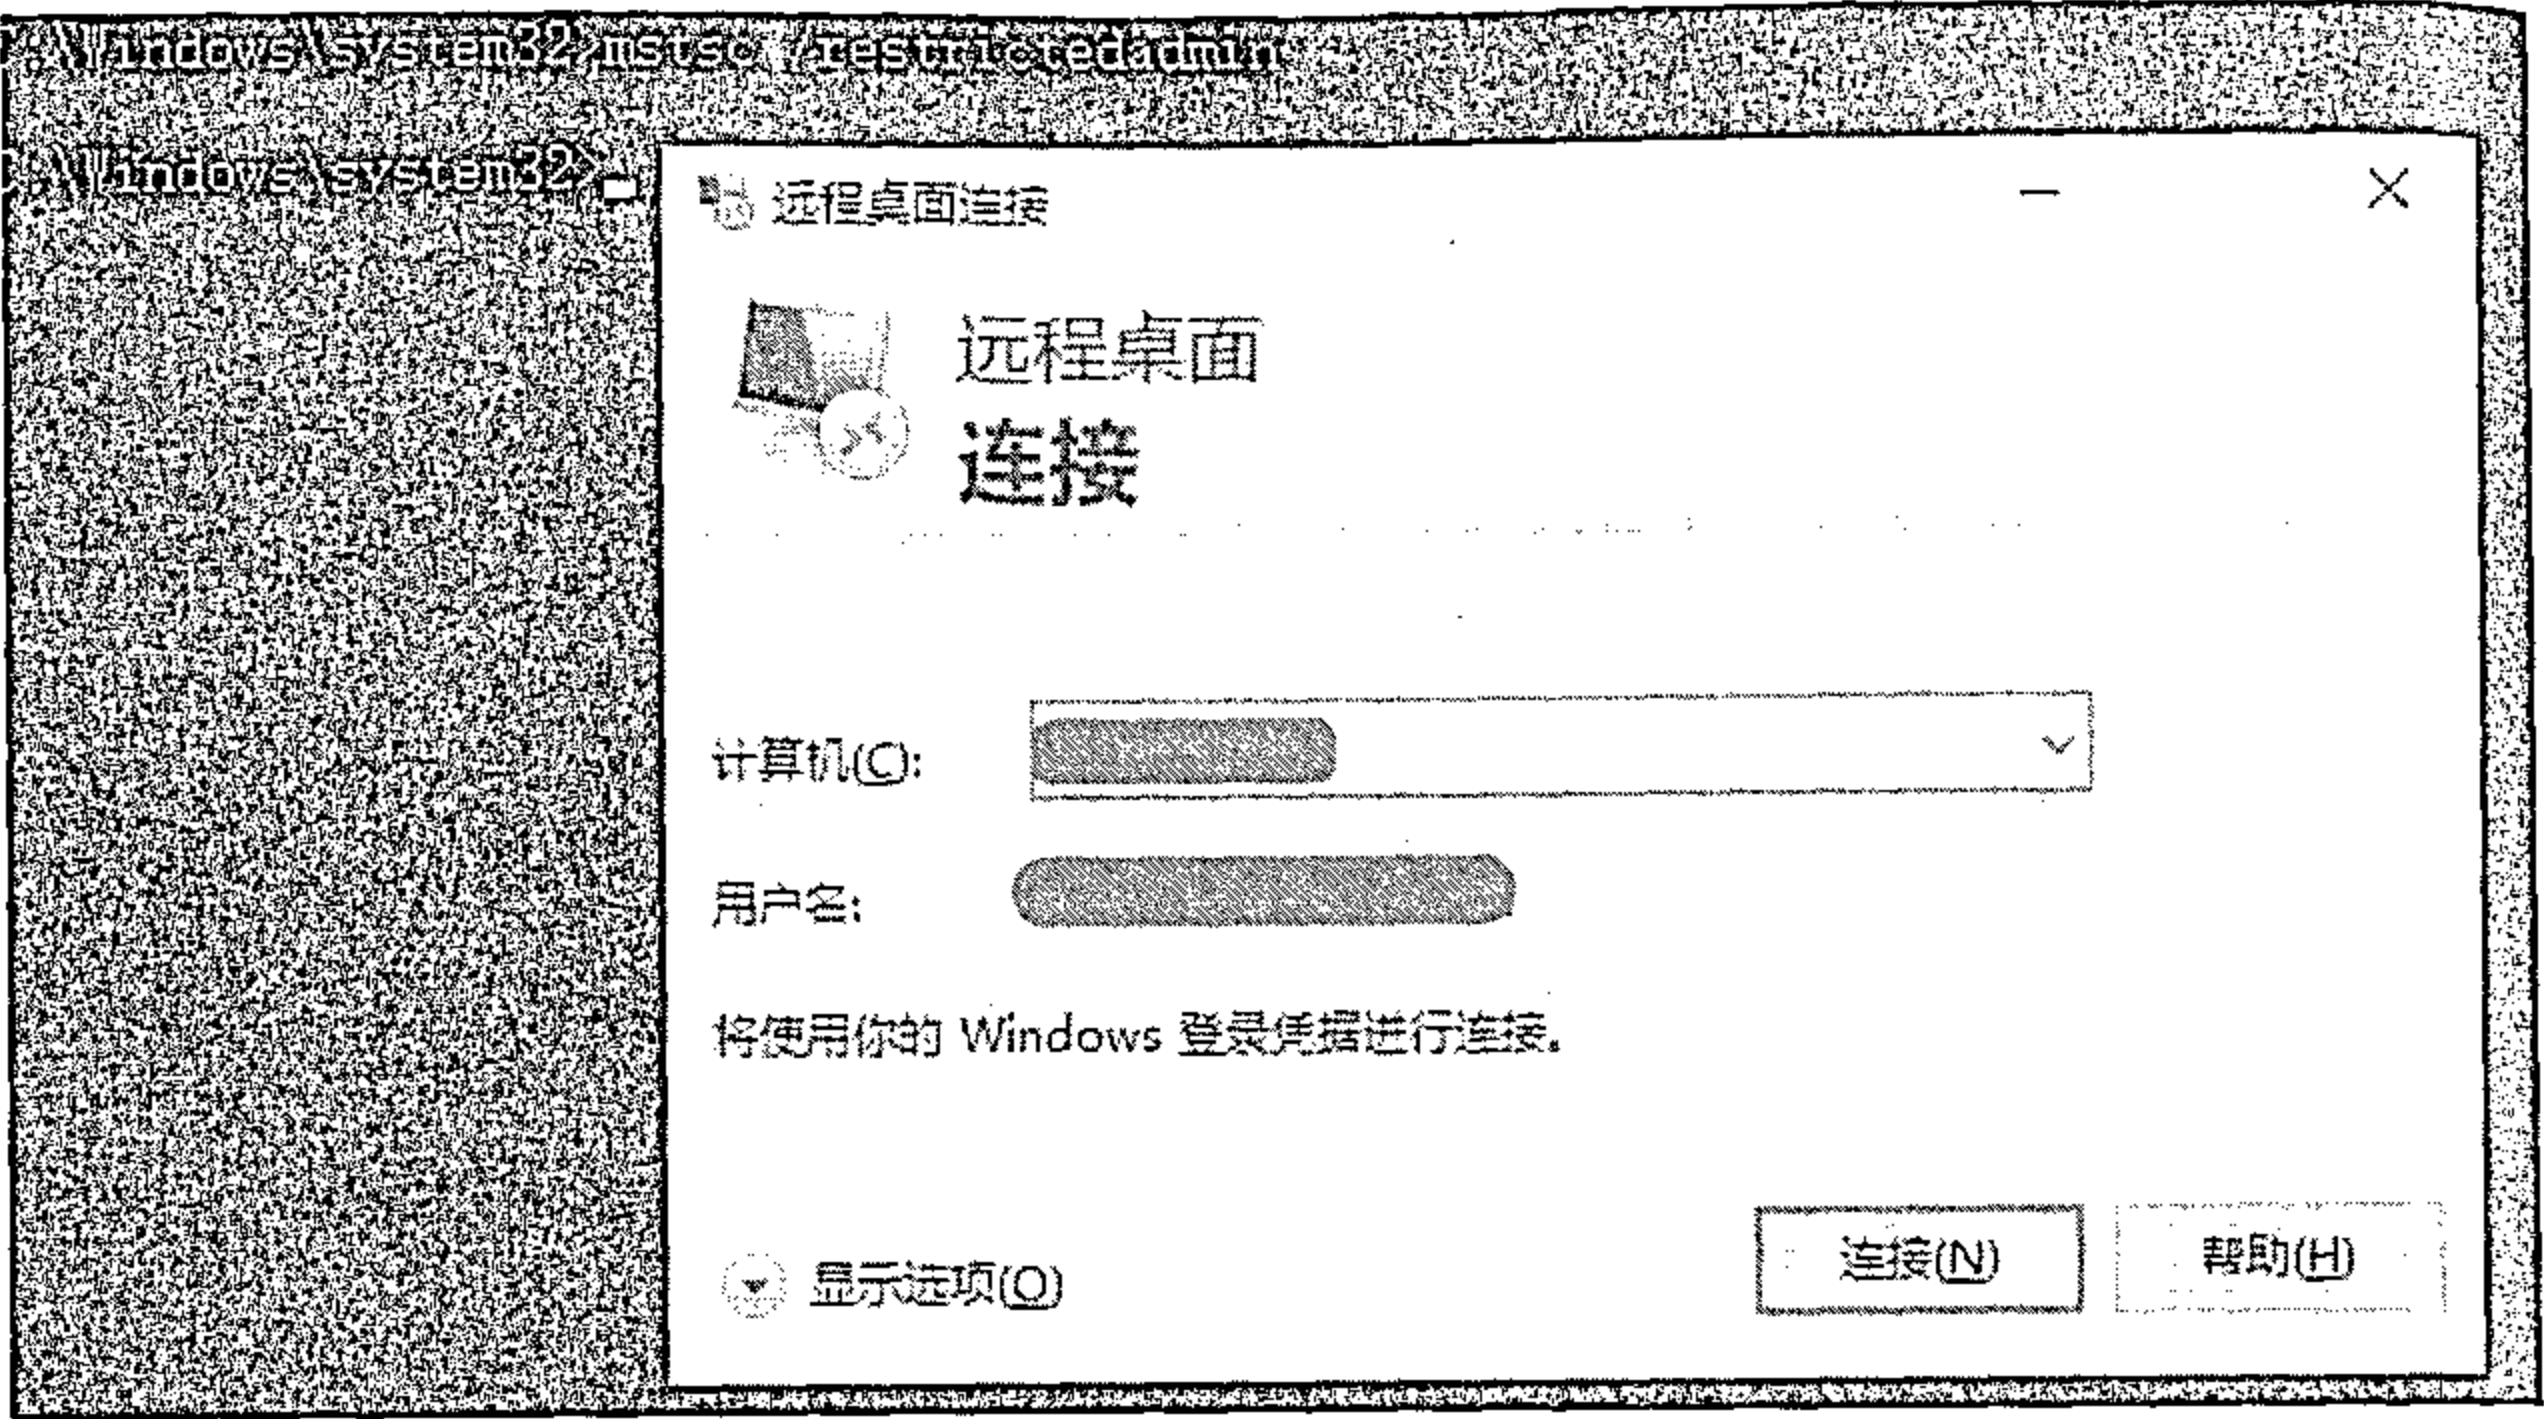 :\Windows\system32>mstsc /restrictedadmin
:\Windows\system32>
远程桌面连接
远程桌面
连接
计算机(C):
用户名:
将使用你的 Windows 登录凭据进行连接。
显示选项(O)
连接(N)
帮助(H)